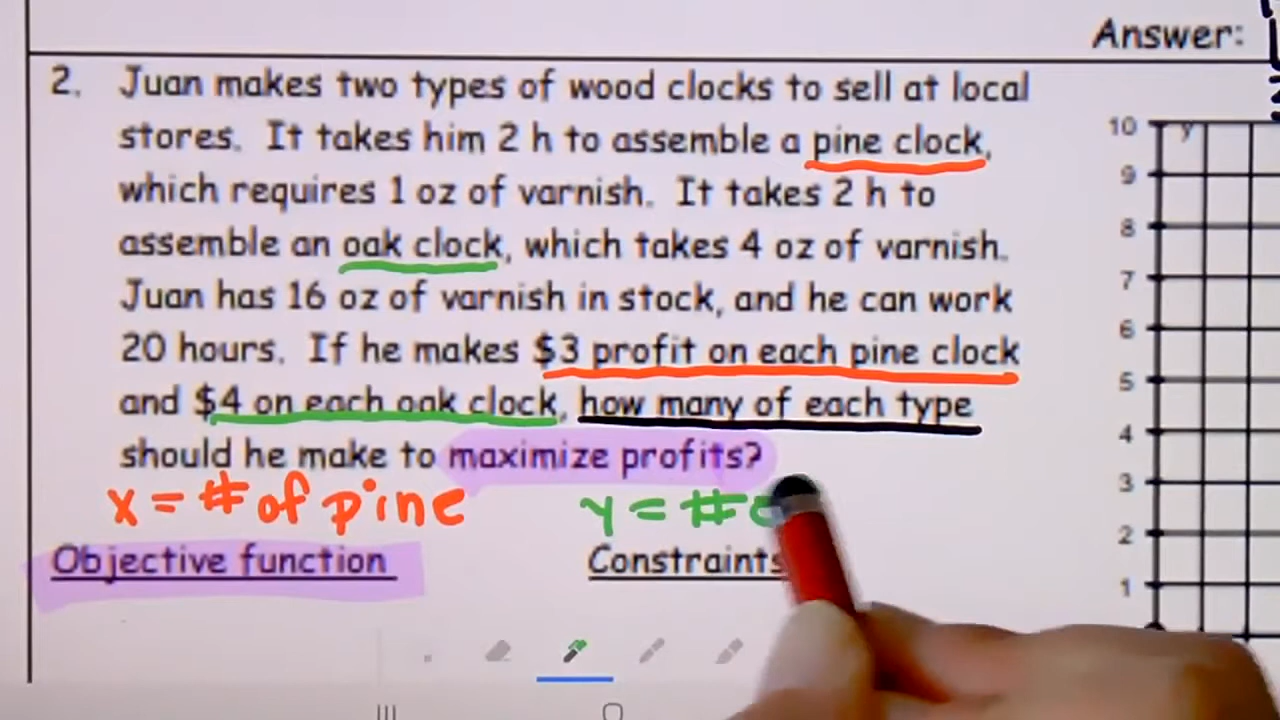 Answer:
2. Juan makes two types of wood clocks to sell at local
stores. It takes him 2 h to assemble a pine clock,
which requires 1 oz of varnish. It takes 2 h to
assemble an oak clock, which takes 4 oz of varnish.
Juan has 16 oz of varnish in stock, and he can work
20 hours. If he makes $3 profit on each pine clock
and $4 on each oak clock, how many of each type
should he make to maximize profits?
x = # of pine y = #
Objective function Constraints
10 y
9
8
7
6
5
4
3
2
1